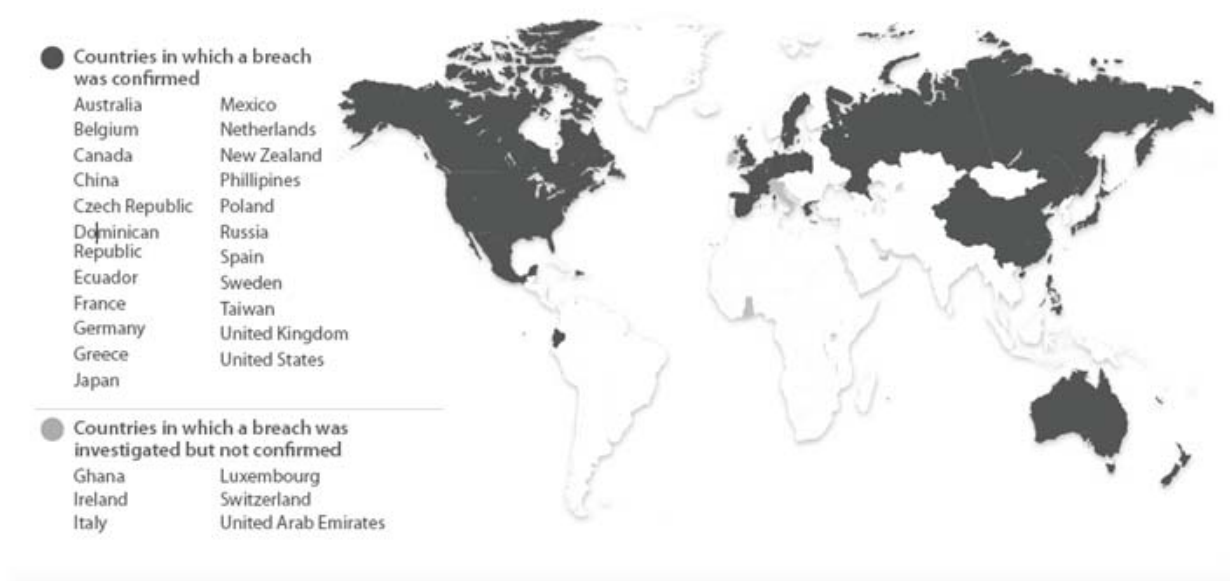 Countries in which a breach
was confirmed
Australia
Belgium
Canada
China
Czech Republic
Dominican
Republic
Ecuador
France
Germany
Greece
Japan
Mexico
Netherlands
New Zealand
Phillipines
Poland
Russia
Spain
Sweden
Taiwan
United Kingdom
United States
Countries in which a breach was
investigated but not confirmed
Ghana
Ireland
Italy
Luxembourg
Switzerland
United Arab Emirates